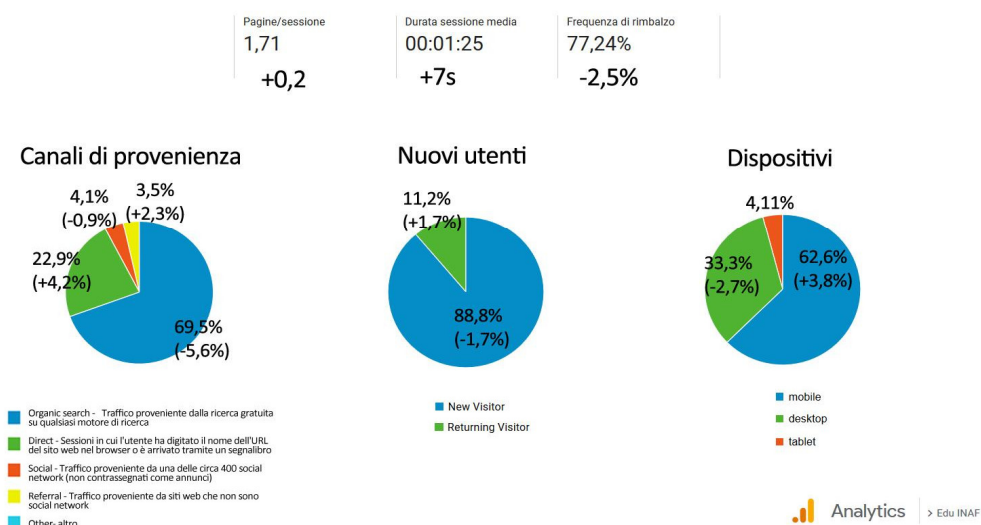 Pagine/sessione
1,71
+0,2
Durata sessione media
00:01:25
+7s
Frequenza di rimbalzo
77,24%
-2,5%
Canali di provenienza
4,1%
(-0,9%)
3,5%
(+2,3%)
22,9%
(+4,2%)
69,5%
(-5,6%)
Organic search - Traffico proveniente dalla ricerca gratuita
su qualsiasi motore di ricerca
Direct - Sessioni in cui l'utente ha digitato il nome dell'URL
del sito web nel browser o è arrivato tramite un segnalibro
Social - Traffico proveniente da una delle circa 400 social
network (non contrassegnati come annunci)
Referral - Traffico proveniente da siti web che non sono
social network
Other- altro
Nuovi utenti
11,2%
(+1,7%)
88,8%
(-1,7%)
New Visitor
Returning Visitor
Dispositivi
4,11%
33,3%
(-2,7%)
62,6%
(+3,8%)
mobile
desktop
tablet
Analytics
> Edu INAF